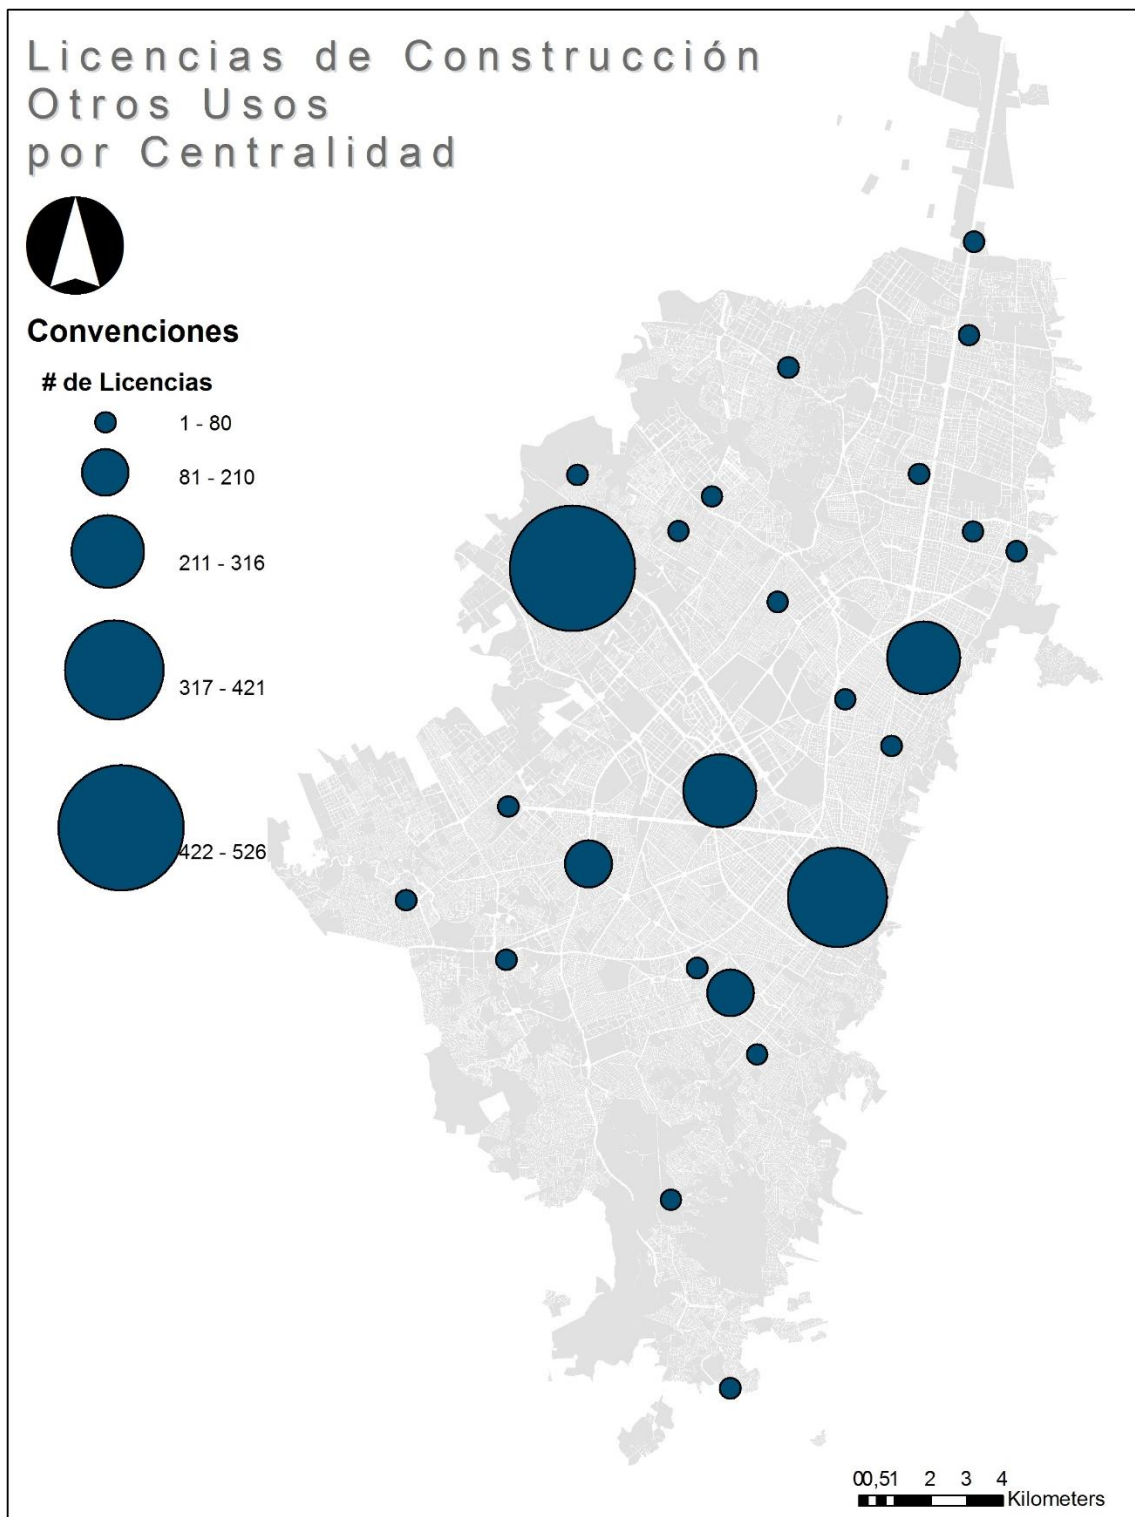 Licencias de Construcción
Otros Usos
por Centralidad
Convenciones
# de Licencias
1 - 80
81 - 210
211 - 316
317 - 421
422 - 526
00,51 2 3 4
Kilometers